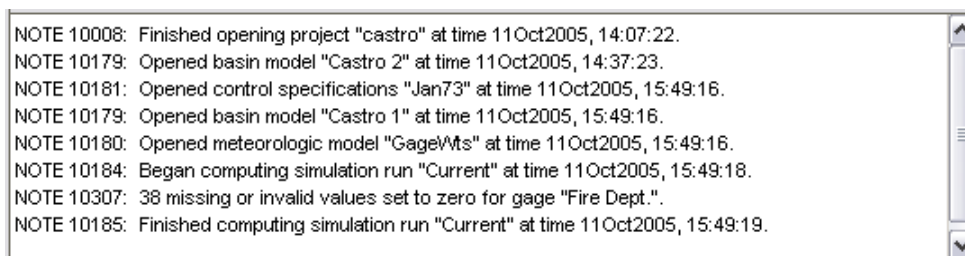 NOTE 10008:  Finished opening project "castro" at time 11Oct2005, 14:07:22.
NOTE 10179:  Opened basin model "Castro 2" at time 11Oct2005, 14:37:23.
NOTE 10181:  Opened control specifications "Jan73" at time 11Oct2005, 15:49:16.
NOTE 10179:  Opened basin model "Castro 1" at time 11Oct2005, 15:49:16.
NOTE 10180:  Opened meteorologic model "GageWts" at time 11Oct2005, 15:49:16.
NOTE 10184:  Began computing simulation run "Current" at time 11Oct2005, 15:49:18.
NOTE 10307:  38 missing or invalid values set to zero for gage "Fire Dept.".
NOTE 10185:  Finished computing simulation run "Current" at time 11Oct2005, 15:49:19.